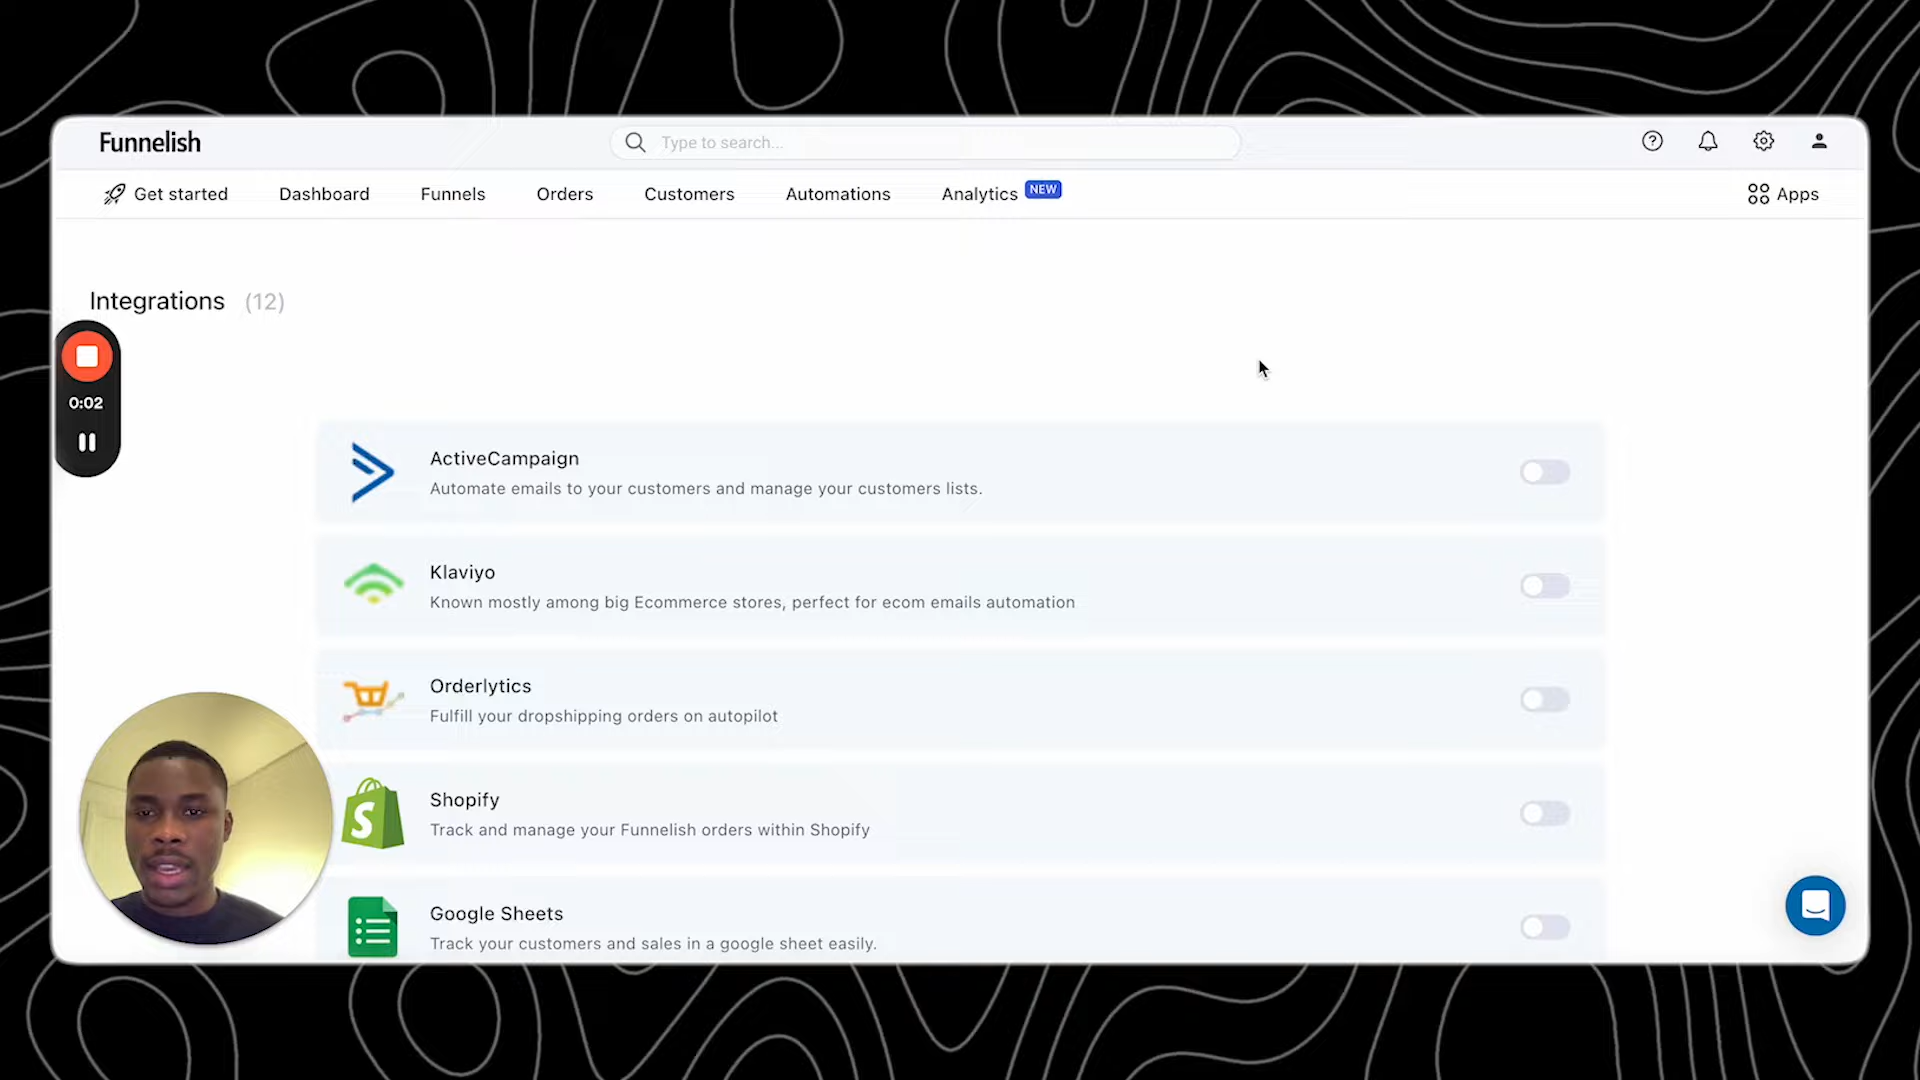 Funnelish
Type to search...
Get started
Dashboard
Funnels
Orders
Customers
Automations
Analytics
NEW
Apps
Integrations (12)
0:02
ActiveCampaign
Automate emails to your customers and manage your customers lists.
Klaviyo
Known mostly among big Ecommerce stores, perfect for ecom emails automation
Orderlytics
Fulfill your dropshipping orders on autopilot
Shopify
Track and manage your Funnelish orders within Shopify
Google Sheets
Track your customers and sales in a google sheet easily.